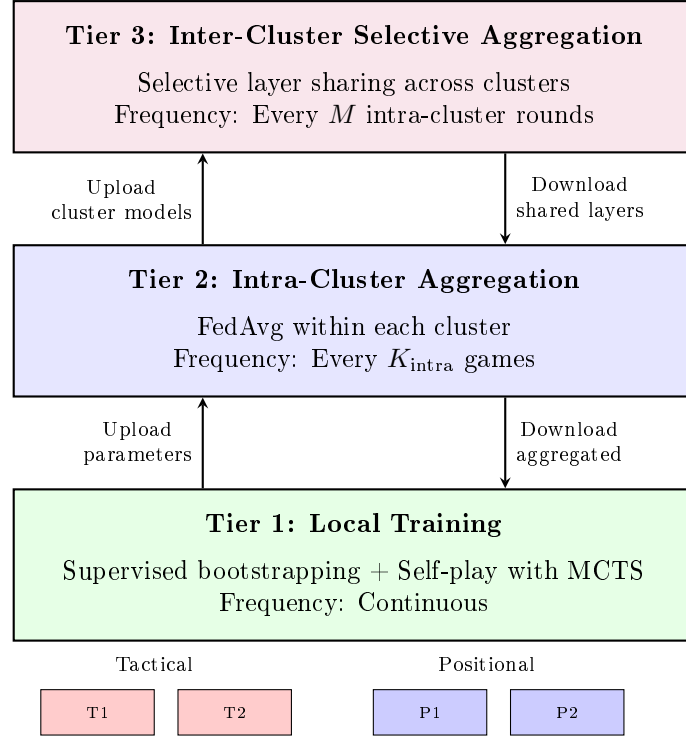 Tier 3: Inter-Cluster Selective Aggregation
Selective layer sharing across clusters
Frequency: Every M intra-cluster rounds
Upload
cluster models
Download
shared layers
Tier 2: Intra-Cluster Aggregation
FedAvg within each cluster
Frequency: Every K_intra games
Upload
parameters
Download
aggregated
Tier 1: Local Training
Supervised bootstrapping + Self-play with MCTS
Frequency: Continuous
Tactical
Positional
T1
T2
P1
P2